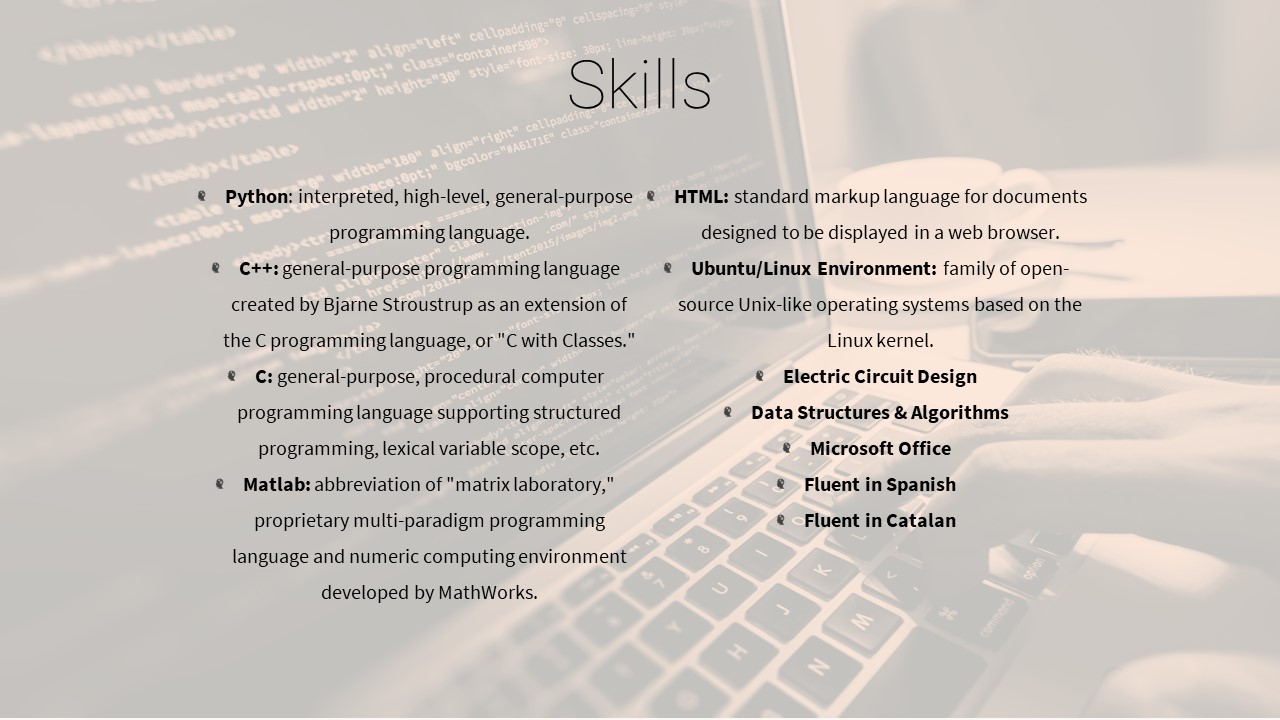 Skills
Python: interpreted, high-level, general-purpose
programming language.
C++: general-purpose programming language
created by Bjarne Stroustrup as an extension of
the C programming language, or "C with Classes."
C: general-purpose, procedural computer
programming language supporting structured
programming, lexical variable scope, etc.
Matlab: abbreviation of "matrix laboratory,"
proprietary multi-paradigm programming
language and numeric computing environment
developed by MathWorks.
HTML: standard markup language for documents
designed to be displayed in a web browser.
Ubuntu/Linux Environment: family of open-
source Unix-like operating systems based on the
Linux kernel.
Electric Circuit Design
Data Structures & Algorithms
Microsoft Office
Fluent in Spanish
Fluent in Catalan